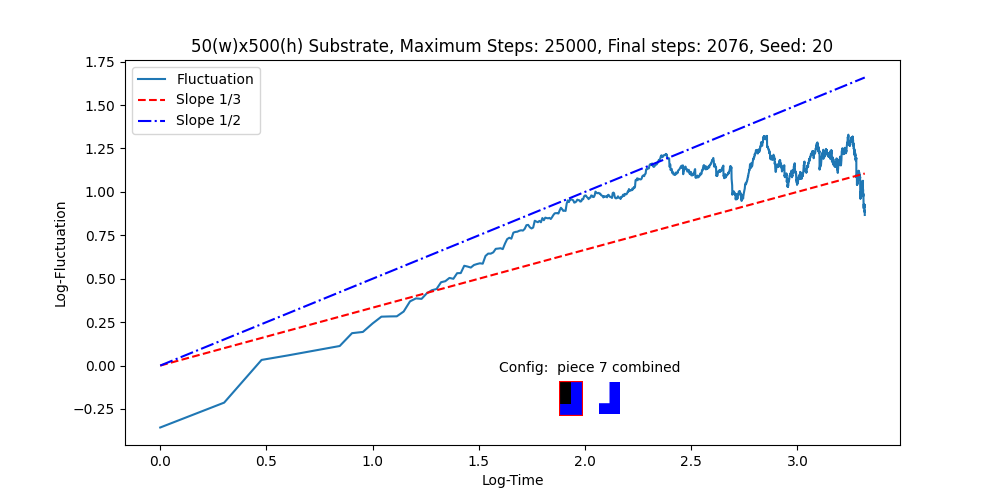 50(w)x500(h) Substrate, Maximum Steps: 25000, Final steps: 2076, Seed: 20
1.75
1.50
1.25
1.00
0.75
0.50
0.25
0.00
−0.25
Log-Fluctuation
Fluctuation
Slope 1/3
Slope 1/2
Config:  piece 7 combined
0.0 0.5 1.0 1.5 2.0 2.5 3.0
Log-Time